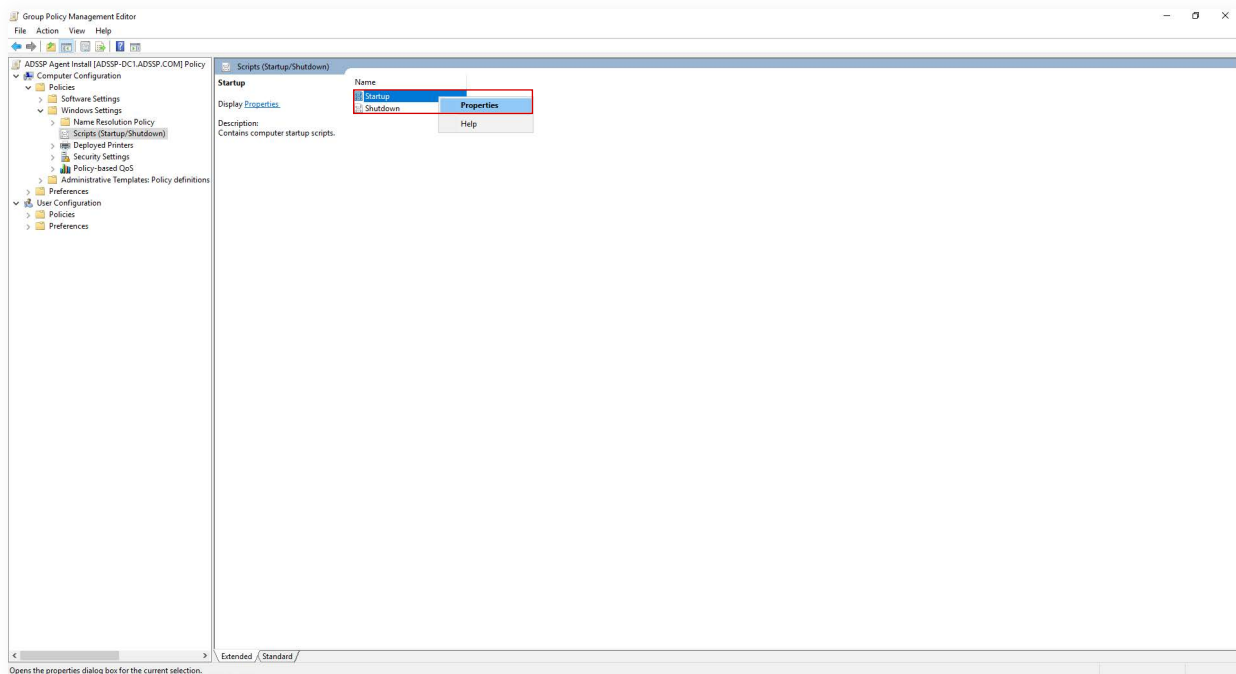 Group Policy Management Editor
File Action View Help
ADSSP Agent Install [ADSSP-DC1.ADSSP.COM] Policy
Computer Configuration
Policies
Software Settings
Windows Settings
Name Resolution Policy
Scripts (Startup/Shutdown)
Deployed Printers
Security Settings
Policy-based QoS
Administrative Templates: Policy definitions
Preferences
User Configuration
Policies
Preferences
Scripts (Startup/Shutdown)
Startup
Display Properties
Description:
Contains computer startup scripts.
Name
Startup
Shutdown
Properties
Help
Extended Standard
Opens the properties dialog box for the current selection.